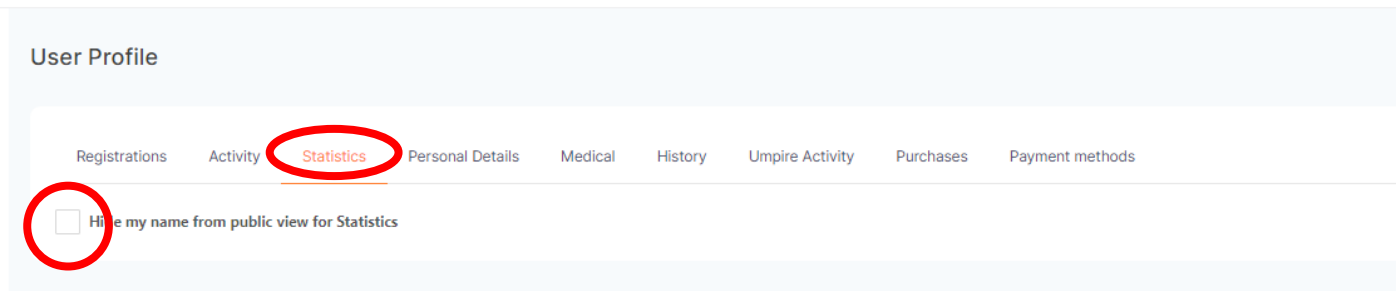 User Profile
Registrations Activity Statistics Personal Details Medical History Umpire Activity Purchases Payment methods
Hide my name from public view for Statistics